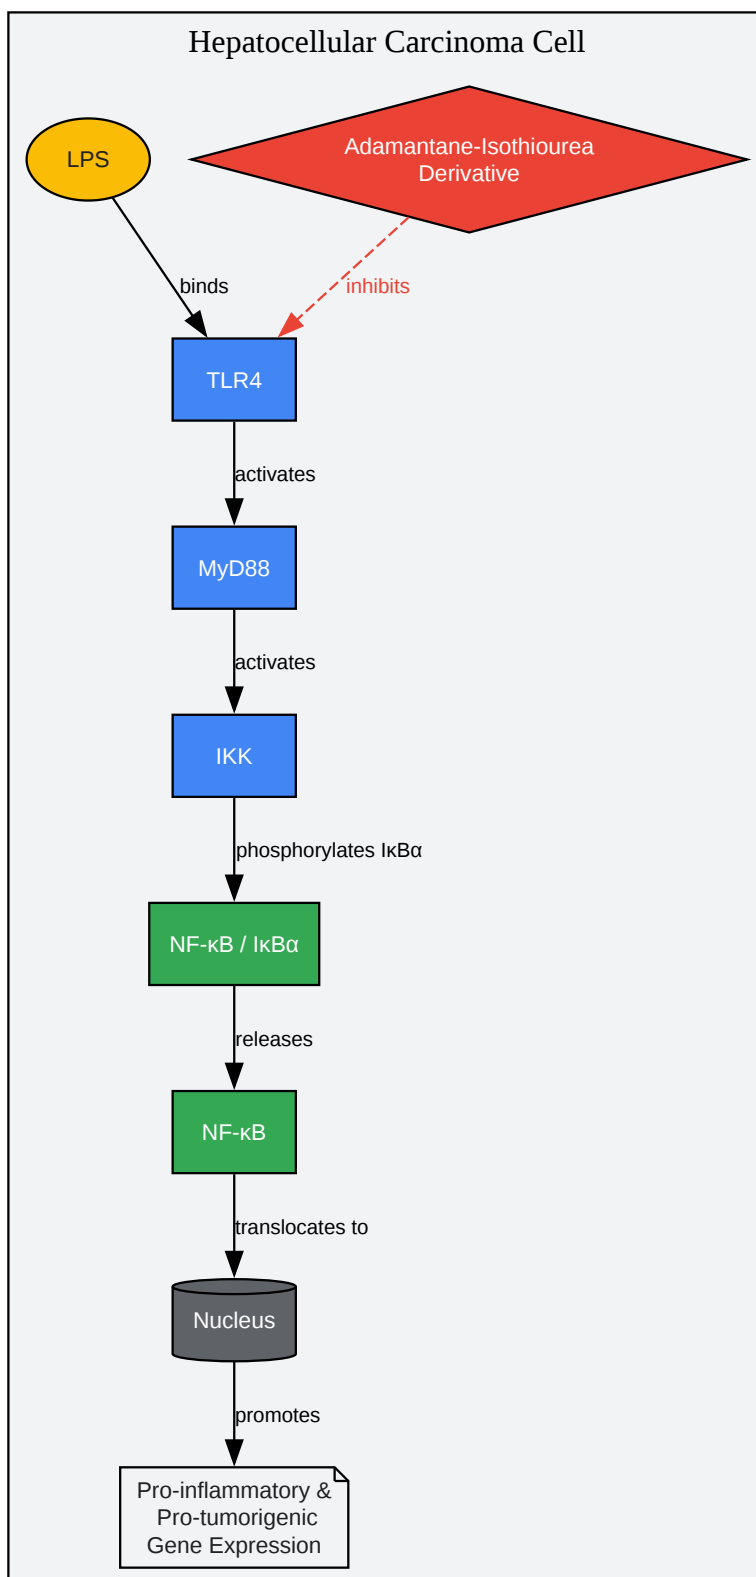 Hepatocellular Carcinoma Cell
LPS
Adamantane-Isothiourea
Derivative
binds
inhibits
TLR4
activates
MyD88
activates
IKK
phosphorylates IκBα
NF-κB / IκBα
releases
NF-κB
translocates to
Nucleus
promotes
Pro-inflammatory &
Pro-tumorigenic
Gene Expression